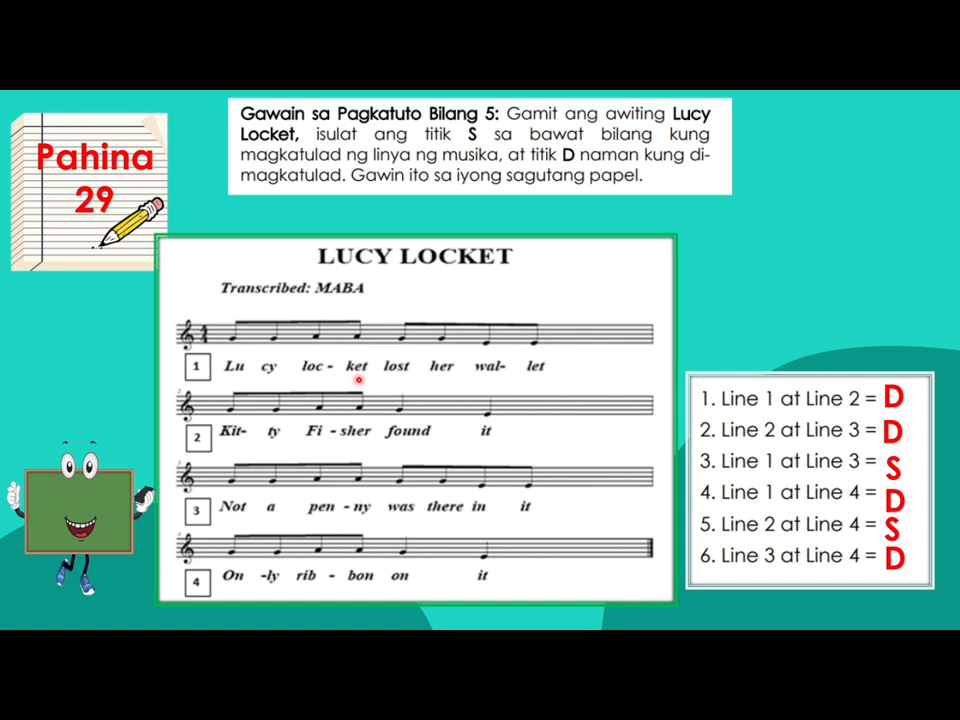 Pahina
29
Gawain sa Pagkatuto Bilang 5: Gamit ang awiting Lucy
Locket, isulat ang titik S sa bawat bilang kung
magkatulad ng linya ng musika, at titik D naman kung di-
magkatulad. Gawin ito sa iyong sagutang papel.
LUCY LOCKET
Transcribed: MABA
1 Lu cy loc - ket lost her wal- let
2 Kit- ty Fi - sher found it
3 Not a pen - ny was there in it
4 On -ly rib - bon on it
1. Line 1 at Line 2 = D
2. Line 2 at Line 3 = D
3. Line 1 at Line 3 = S
4. Line 1 at Line 4 = D
5. Line 2 at Line 4 = S
6. Line 3 at Line 4 = D